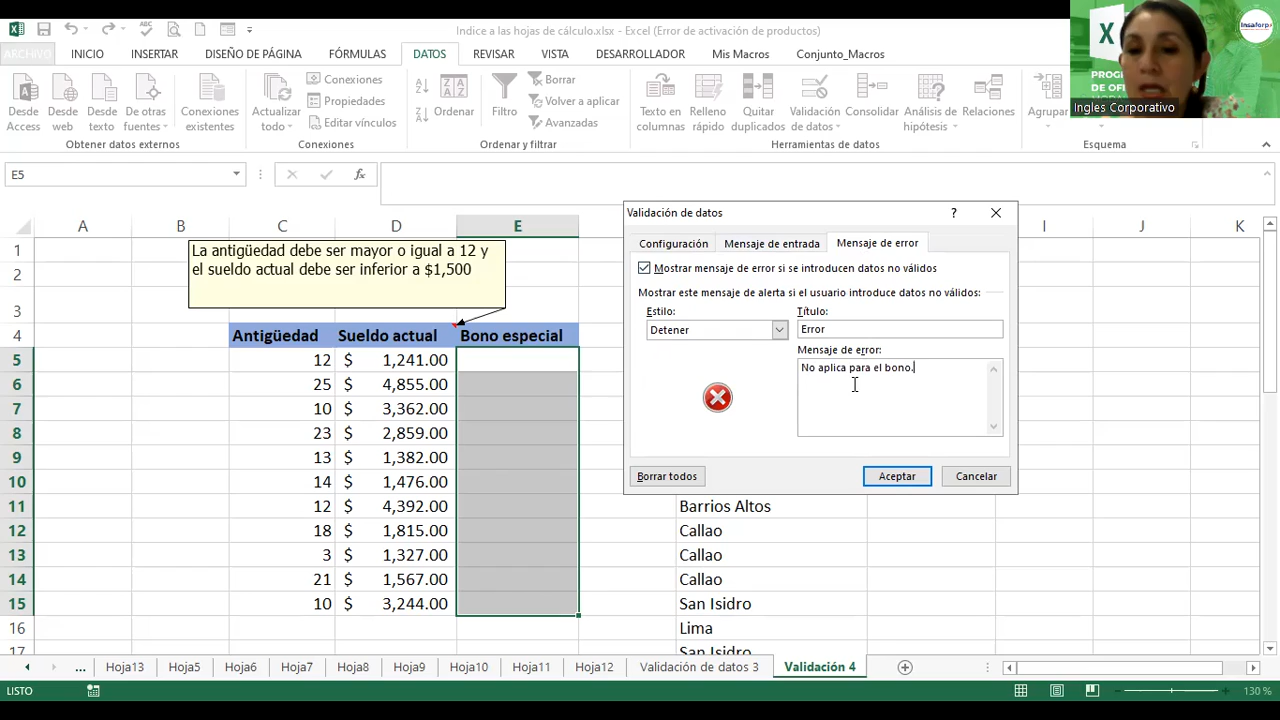 Indice a las hojas de cálculo.xlsx - Excel (Error de activación de productos)
ARCHIVO INICIO INSERTAR DISEÑO DE PÁGINA FÓRMULAS DATOS REVISAR VISTA DESARROLLADOR Mis Macros Conjunto_Macros
Desde Access
Desde web
Desde texto
De otras fuentes
Conexiones existentes
Actualizar todo
Conexiones
Propiedades
Editar vínculos
Ordenar
Filtro
Borrar
Volver a aplicar
Avanzadas
Texto en columnas
Relleno rápido
Quitar duplicados
Validación de datos
Consolidar
Análisis de hipótesis
Relaciones
Agrupar
Obtener datos externos Conexiones Ordenar y filtrar Herramientas de datos Esquema
Insaforp
Ingles Corporativo
E5
fx
A B C D E I J K
1
2
3
La antigüedad debe ser mayor o igual a 12 y
el sueldo actual debe ser inferior a $1,500
4 Antigüedad Sueldo actual Bono especial
5 12 $ 1,241.00
6 25 $ 4,855.00
7 10 $ 3,362.00
8 23 $ 2,859.00
9 13 $ 1,382.00
10 14 $ 1,476.00
11 12 $ 4,392.00 Barrios Altos
12 18 $ 1,815.00 Callao
13 3 $ 1,327.00 Callao
14 21 $ 1,567.00 Callao
15 10 $ 3,244.00 San Isidro
16 Lima
17 San Isidro
Validación de datos ?
Configuración Mensaje de entrada Mensaje de error
Mostrar mensaje de error si se introducen datos no válidos
Mostrar este mensaje de alerta si el usuario introduce datos no válidos:
Estilo: Título:
Detener Error
Mensaje de error:
No aplica para el bono.
Borrar todos Aceptar Cancelar
... Hoja13 Hoja5 Hoja6 Hoja7 Hoja8 Hoja9 Hoja10 Hoja11 Hoja12 Validación de datos 3 Validación 4
LISTO 130 %